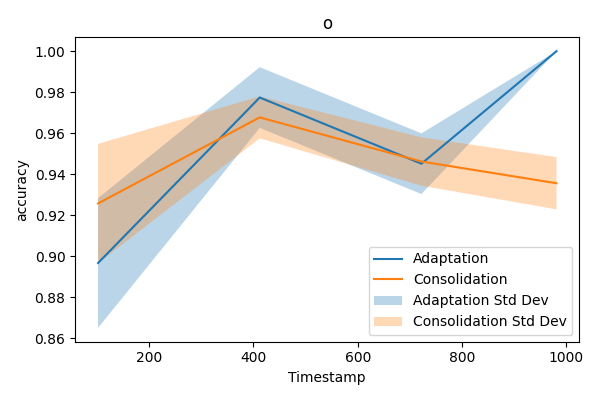 o
1.00
0.98
0.96
0.94
0.92
0.90
0.88
0.86
accuracy
200
400
600
800
1000
Timestamp
Adaptation
Consolidation
Adaptation Std Dev
Consolidation Std Dev